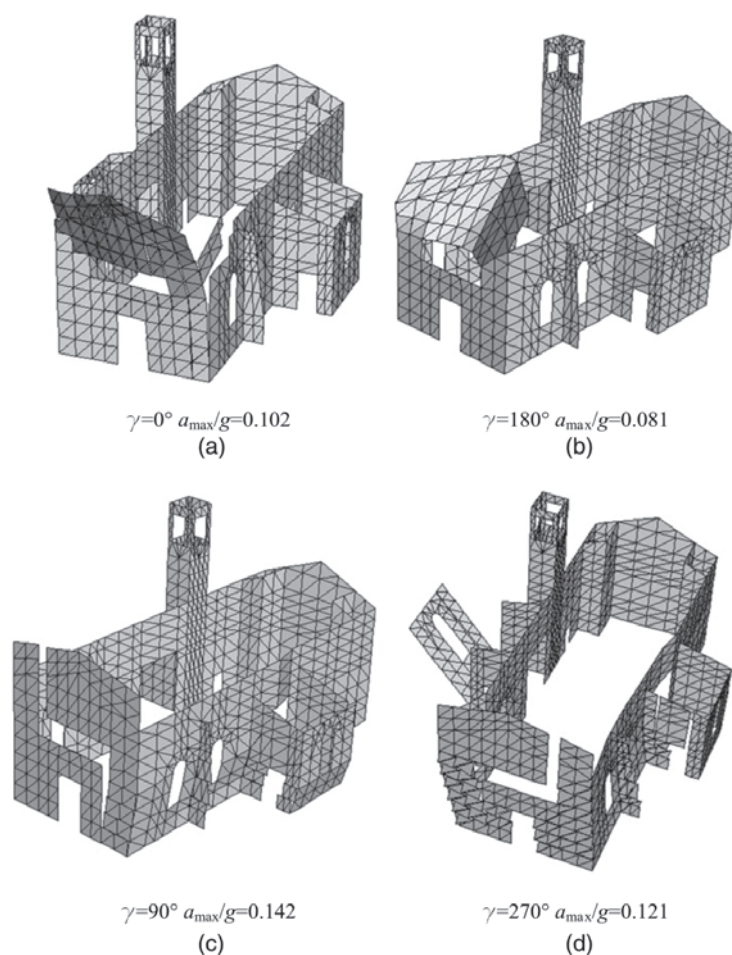 γ=0° a_max/g=0.102
(a)
γ=180° a_max/g=0.081
(b)
γ=90° a_max/g=0.142
(c)
γ=270° a_max/g=0.121
(d)